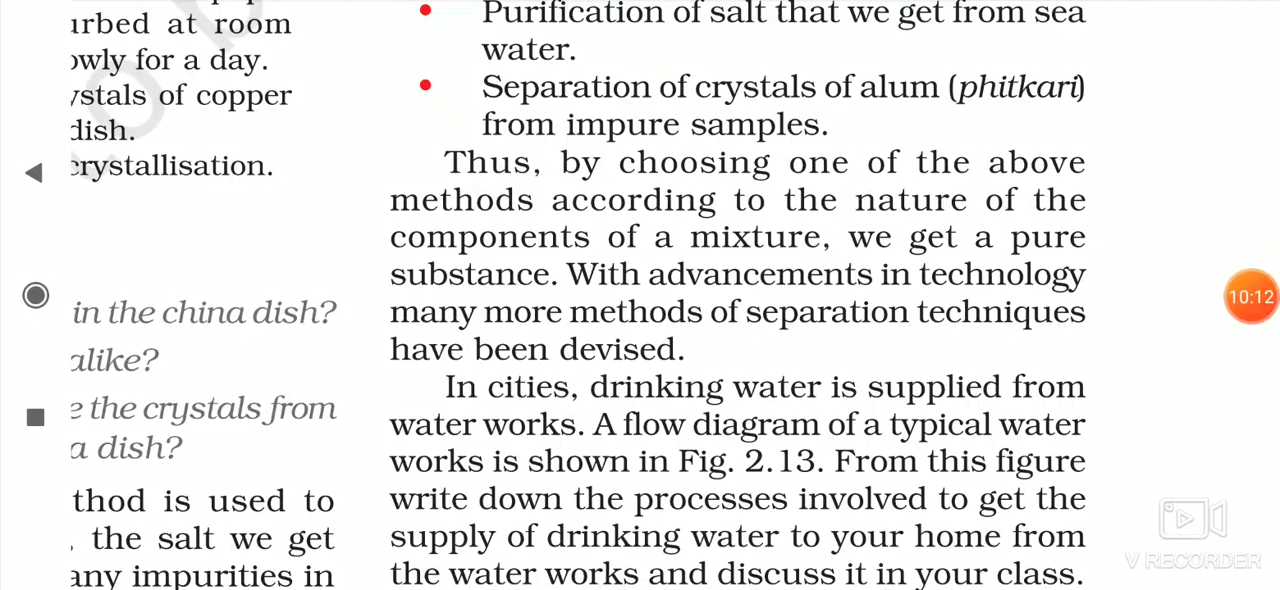 urbed at room
owly for a day.
ystals of copper
dish.
crystallisation.
in the china dish?
alike?
e the crystals from
a dish?
thod is used to
, the salt we get
any impurities in
• Purification of salt that we get from sea
water.
• Separation of crystals of alum (phitkari)
from impure samples.
Thus, by choosing one of the above
methods according to the nature of the
components of a mixture, we get a pure
substance. With advancements in technology
many more methods of separation techniques
have been devised.
In cities, drinking water is supplied from
water works. A flow diagram of a typical water
works is shown in Fig. 2.13. From this figure
write down the processes involved to get the
supply of drinking water to your home from
the water works and discuss it in your class.
10:12
V RECORDER